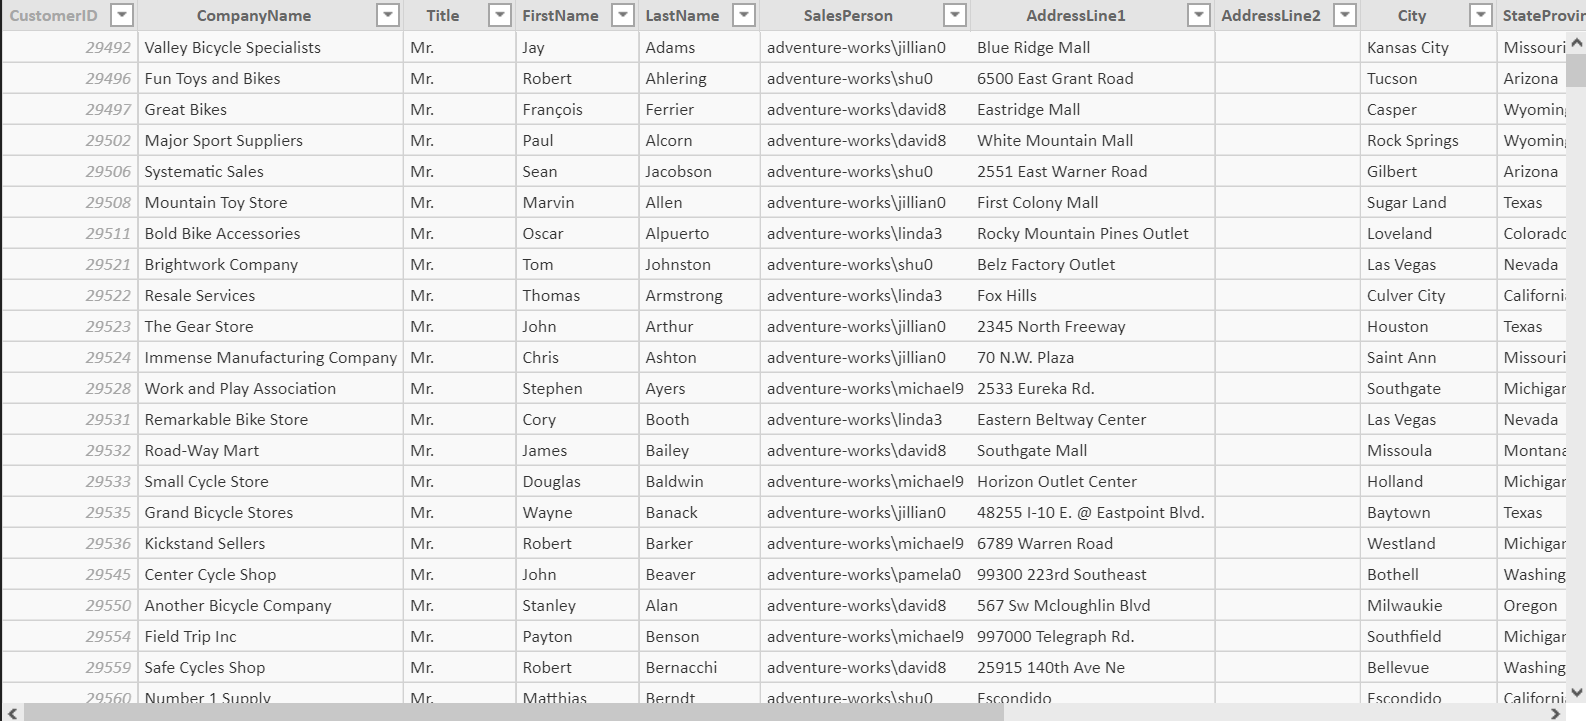 CustomerID CompanyName Title FirstName LastName SalesPerson AddressLine1 AddressLine2 City StateProvin
29492 Valley Bicycle Specialists Mr. Jay Adams adventure-works\jillian0 Blue Ridge Mall Kansas City Missouri
29496 Fun Toys and Bikes Mr. Robert Ahlering adventure-works\shu0 6500 East Grant Road Tucson Arizona
29497 Great Bikes Mr. François Ferrier adventure-works\david8 Eastridge Mall Casper Wyoming
29502 Major Sport Suppliers Mr. Paul Alcorn adventure-works\david8 White Mountain Mall Rock Springs Wyoming
29506 Systematic Sales Mr. Sean Jacobson adventure-works\shu0 2551 East Warner Road Gilbert Arizona
29508 Mountain Toy Store Mr. Marvin Allen adventure-works\jillian0 First Colony Mall Sugar Land Texas
29511 Bold Bike Accessories Mr. Oscar Alpuerto adventure-works\linda3 Rocky Mountain Pines Outlet Loveland Colorado
29521 Brightwork Company Mr. Tom Johnston adventure-works\shu0 Belz Factory Outlet Las Vegas Nevada
29522 Resale Services Mr. Thomas Armstrong adventure-works\linda3 Fox Hills Culver City Californi
29523 The Gear Store Mr. John Arthur adventure-works\jillian0 2345 North Freeway Houston Texas
29524 Immense Manufacturing Company Mr. Chris Ashton adventure-works\jillian0 70 N.W. Plaza Saint Ann Missouri
29528 Work and Play Association Mr. Stephen Ayers adventure-works\michael9 2533 Eureka Rd. Southgate Michigan
29531 Remarkable Bike Store Mr. Cory Booth adventure-works\linda3 Eastern Beltway Center Las Vegas Nevada
29532 Road-Way Mart Mr. James Bailey adventure-works\david8 Southgate Mall Missoula Montana
29533 Small Cycle Store Mr. Douglas Baldwin adventure-works\michael9 Horizon Outlet Center Holland Michigan
29535 Grand Bicycle Stores Mr. Wayne Banack adventure-works\jillian0 48255 I-10 E. @ Eastpoint Blvd. Baytown Texas
29536 Kickstand Sellers Mr. Robert Barker adventure-works\michael9 6789 Warren Road Westland Michigan
29545 Center Cycle Shop Mr. John Beaver adventure-works\pamela0 99300 223rd Southeast Bothell Washing
29550 Another Bicycle Company Mr. Stanley Alan adventure-works\david8 567 Sw Mcloughlin Blvd Milwaukie Oregon
29554 Field Trip Inc Mr. Payton Benson adventure-works\michael9 997000 Telegraph Rd. Southfield Michigan
29559 Safe Cycles Shop Mr. Robert Bernacchi adventure-works\david8 25915 140th Ave Ne Bellevue Washing
29560 Number 1 Supply Mr. Matthias Berndt adventure-works\shu0 Escondido Escondido Californi